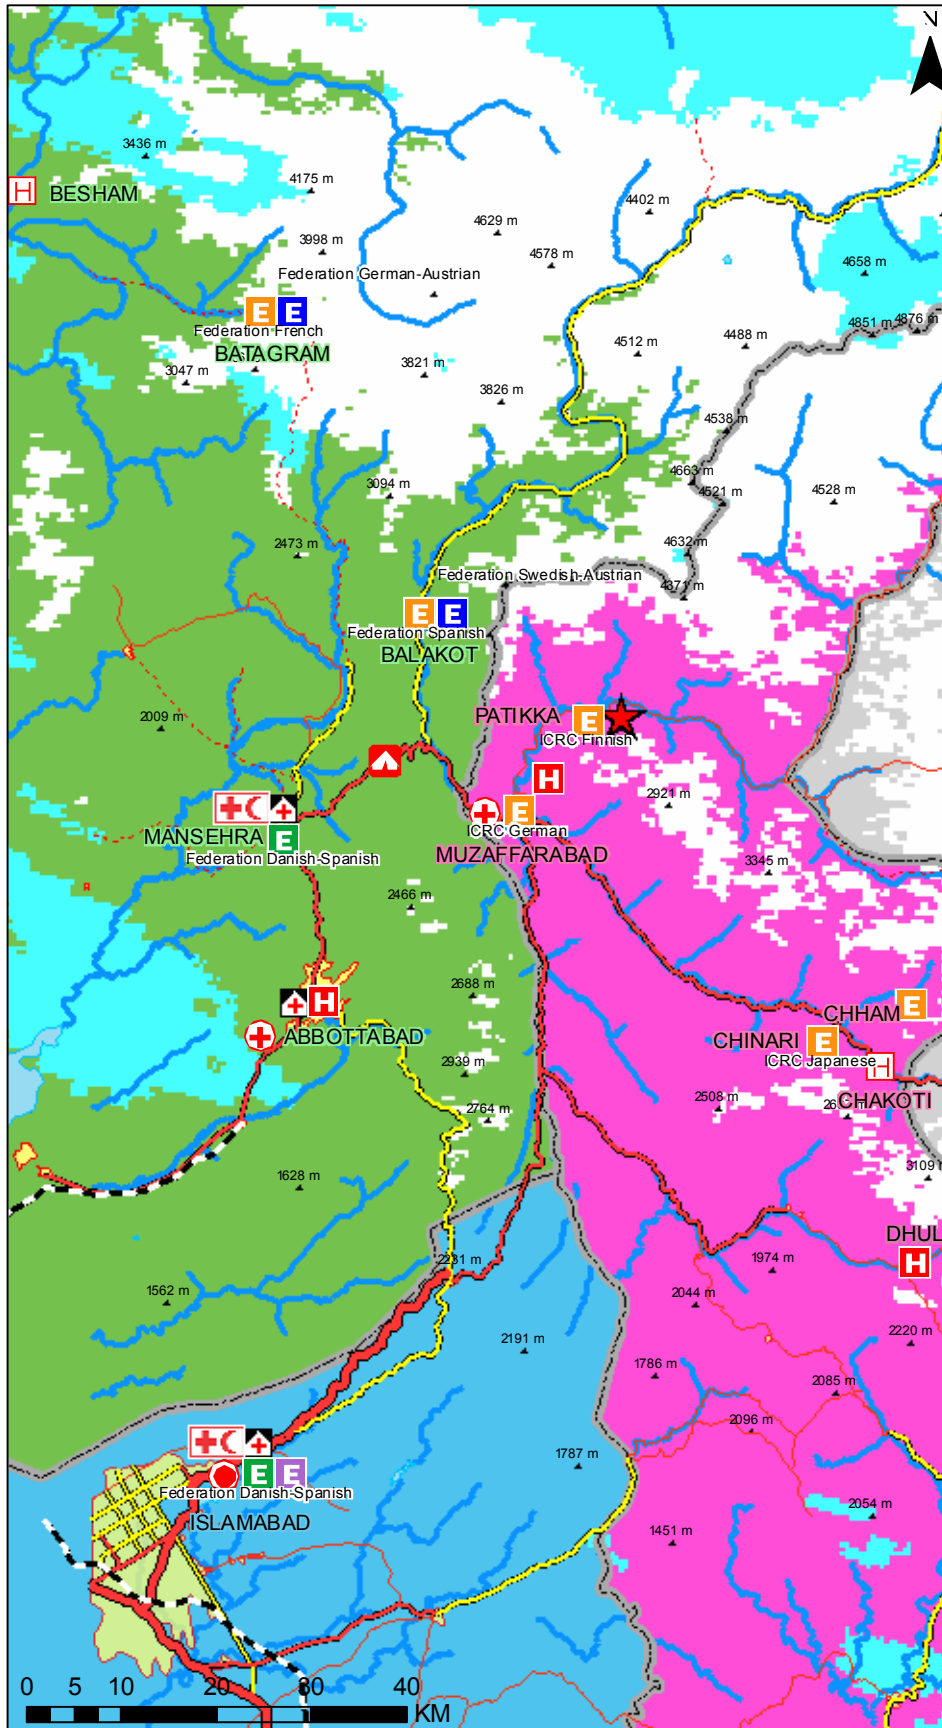 N
3436 m
4175 m
BESHAM
4402 m
4629 m
3998 m
4578 m
4658 m
Federation German-Austrian
E E
Federation French
BATAGRAM
4876 m
4851 m
4488 m
4512 m
3821 m
3047 m
3826 m
4538 m
4663 m
3094 m
4521 m
4528 m
2473 m
4632 m
Federation Swedish-Austrian
4371 m
E E
Federation Spanish
BALAKOT
2009 m
PATIKKA
E
ICRC Finnish
H
2921 m
E
ICRC German
MUZAFFARABAD
MANSEHRA
E
Federation Danish-Spanish
3345 m
2466 m
2688 m
H
ABBOTTABAD
CHHAM
E
CHINARI
E
ICRC Japanese
H
2939 m
CHAKOTI
2508 m
2764 m
1628 m
3109 m
DHUL
H
2231 m
1974 m
1562 m
2044 m
2191 m
2220 m
1786 m
2085 m
2096 m
1787 m
E E
Federation Danish-Spanish
ISLAMABAD
2054 m
1451 m
0 5 10 20 30 40
KM
H